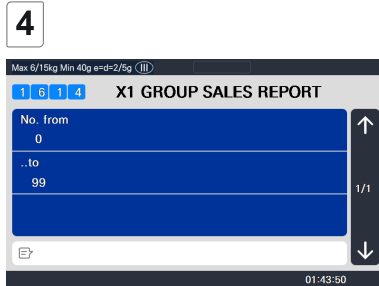 4
Max 6/15kg Min 40g e=d=2/5g III
1 6 1 4 X1 GROUP SALES REPORT
No. from
0
..to
99
1/1
01:43:50